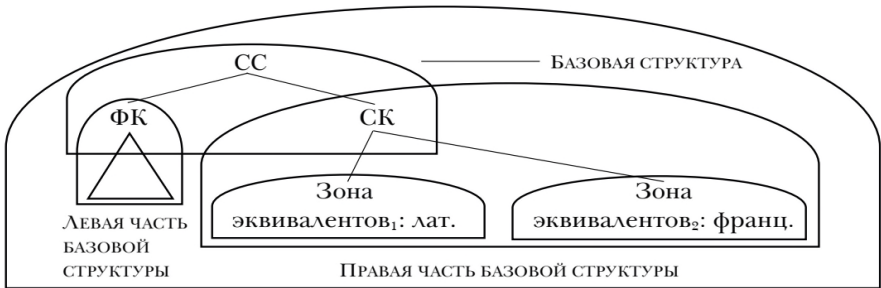 СС
Базовая структура
ФК
СК
Зона
эквивалентов₁: лат.
Зона
эквивалентов₂: франц.
Левая часть
базовой
структуры
Правая часть базовой структуры